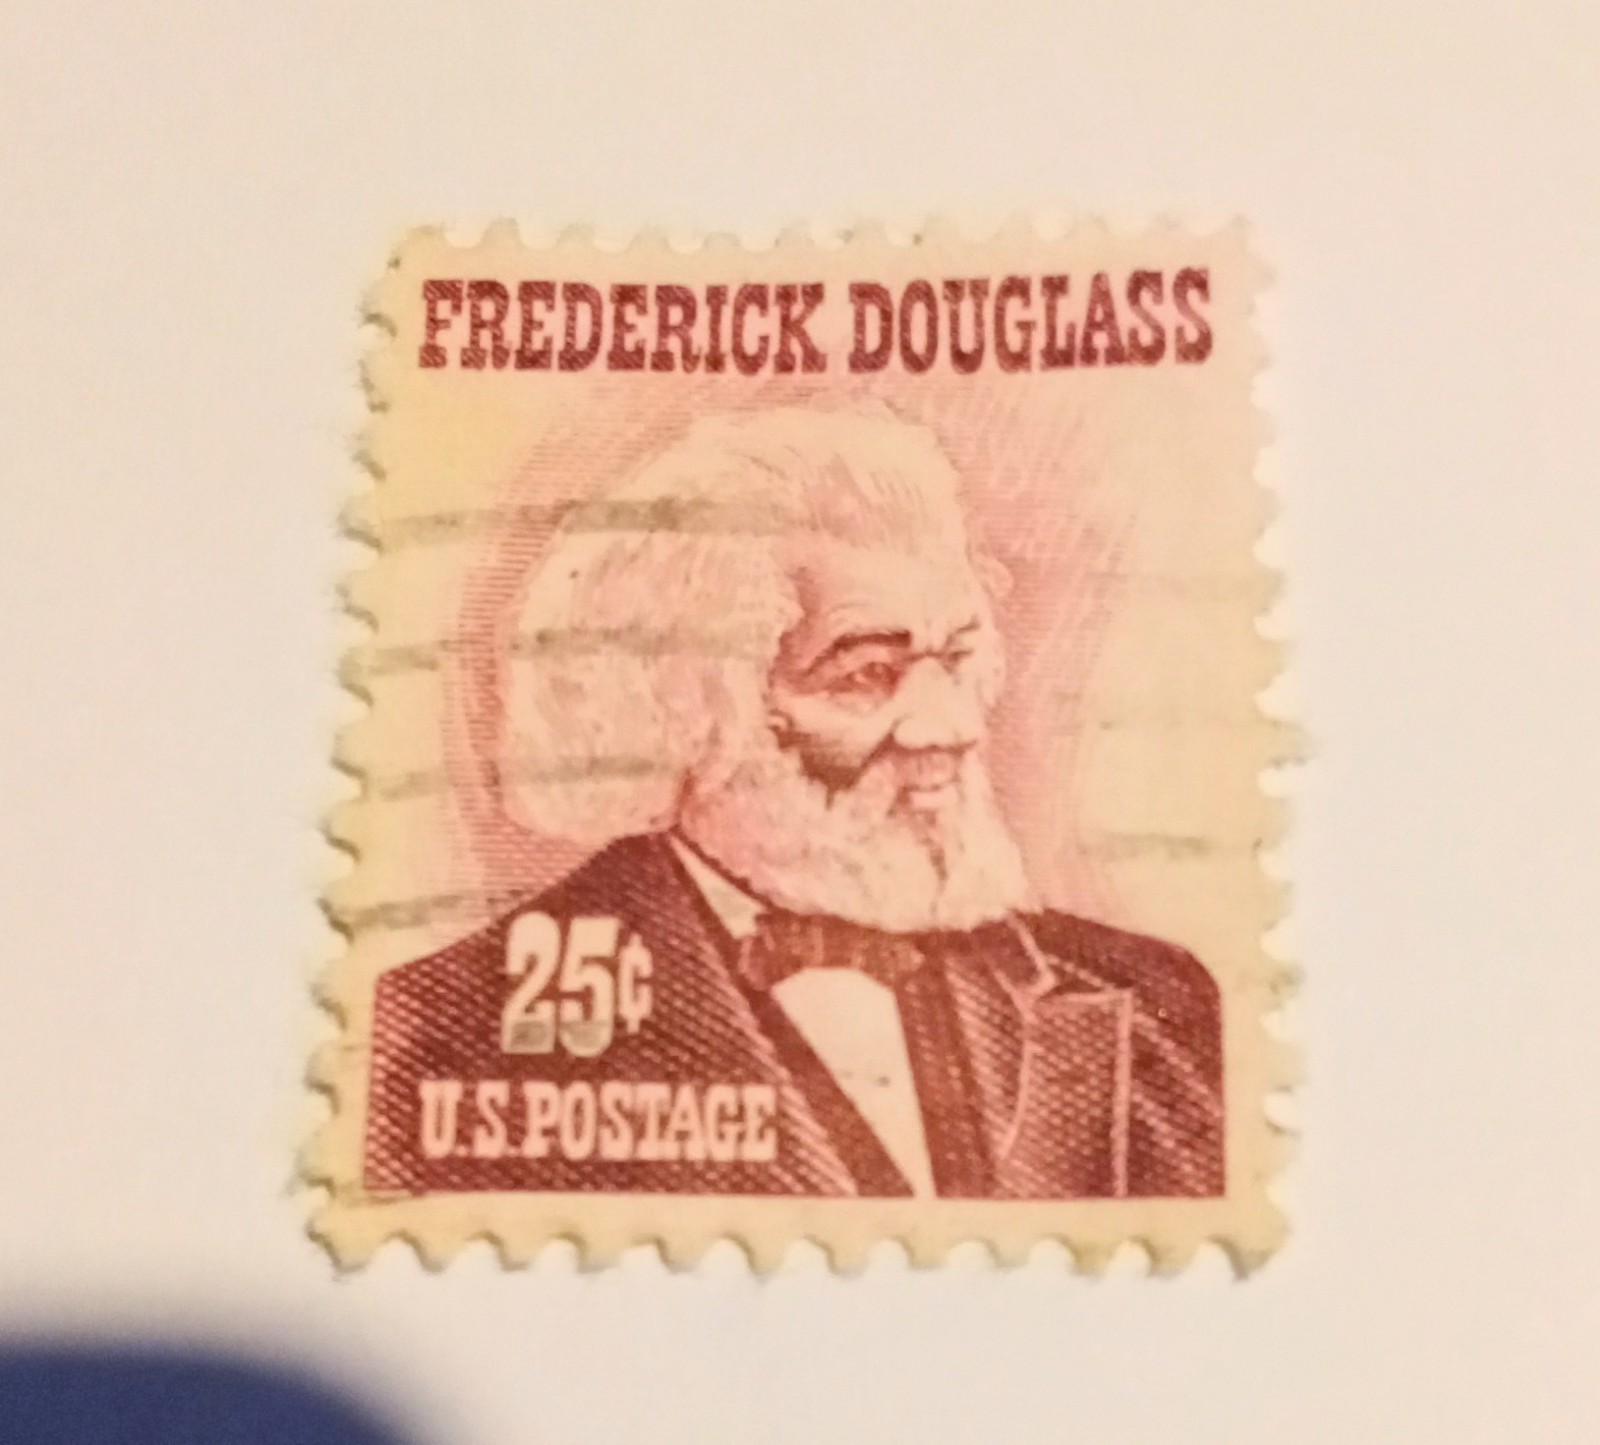 FREDERICK DOUGLASS
25¢
U.S. POSTAGE